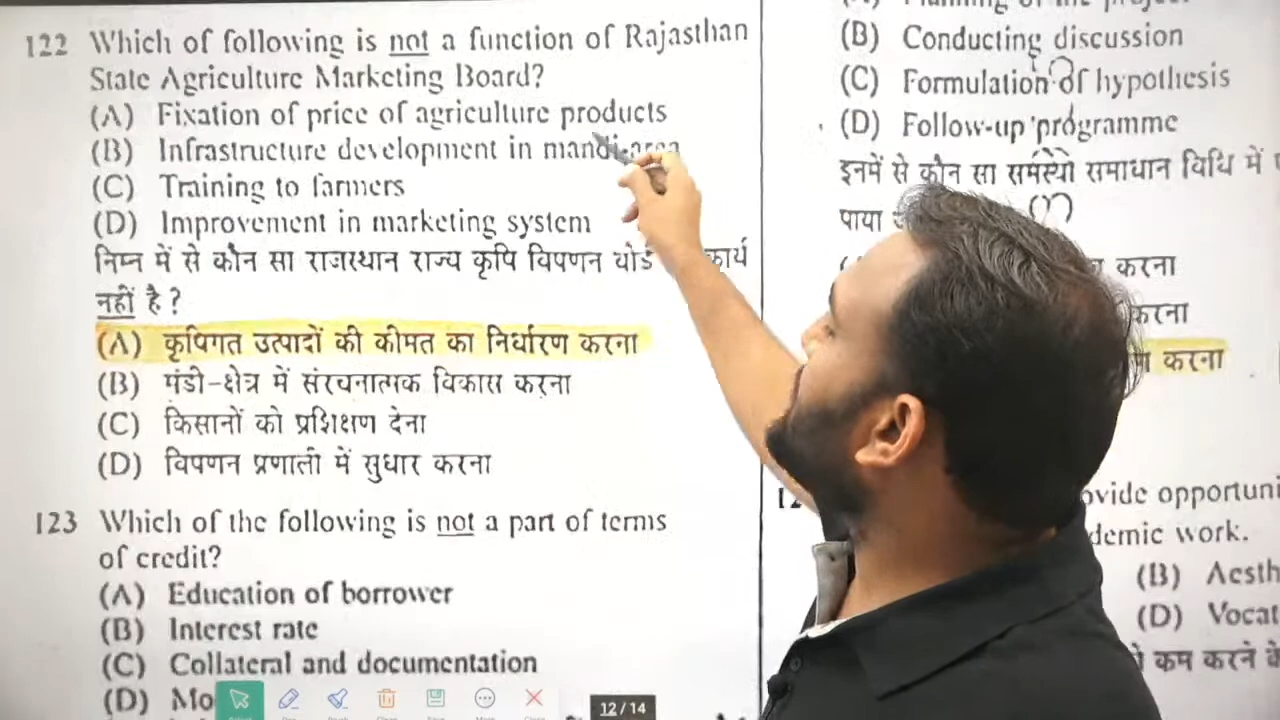 122 Which of following is not a function of Rajasthan
State Agriculture Marketing Board?
(A) Fixation of price of agriculture products
(B) Infrastructure development in mandi-area
(C) Training to farmers
(D) Improvement in marketing system
निम्न में से कौन सा राजस्थान राज्य कृषि विपणन बोर्ड कार्य
नहीं है ?
(A) कृषिगत उत्पादों की कीमत का निर्धारण करना
(B) मंडी-क्षेत्र में संरचनात्मक विकास करना
(C) किसानों को प्रशिक्षण देना
(D) विपणन प्रणाली में सुधार करना
123 Which of the following is not a part of terms
of credit?
(A) Education of borrower
(B) Interest rate
(C) Collateral and documentation
(D) Mo
12 / 14
(B) Conducting discussion
(C) Formulation of hypothesis
(D) Follow-up programme
इनमें से कौन सा समस्या समाधान विधि में
पाया
करना
करना
करना
ovide opportuni
demic work.
(B) Aesth
(D) Vocat
कम करने के